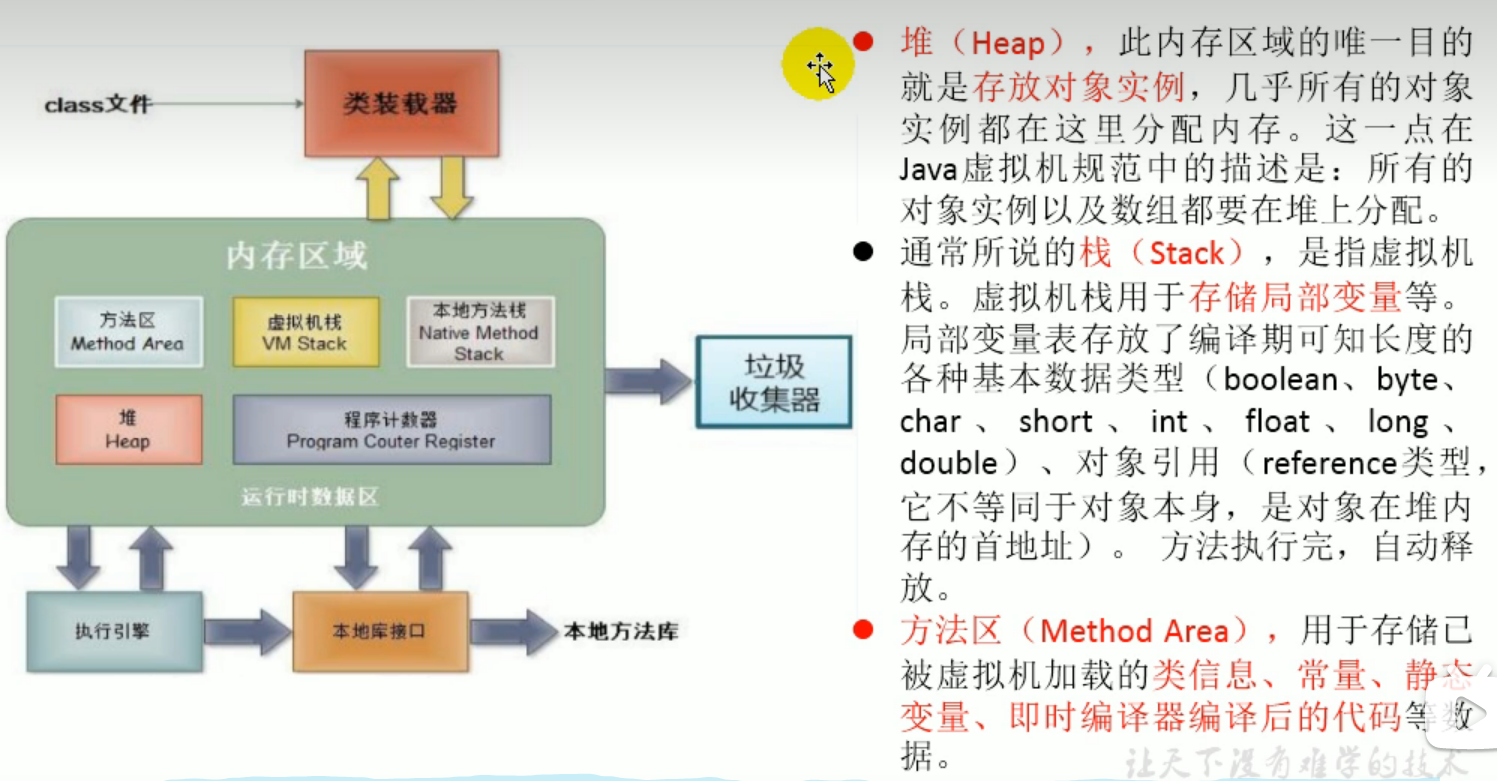 class文件
类装载器
内存区域
方法区
Method Area
虚拟机栈
VM Stack
本地方法栈
Native Method
Stack
堆
Heap
程序计数器
Program Couter Register
运行时数据区
垃圾
收集器
执行引擎
本地库接口
本地方法库
堆（Heap），此内存区域的唯一目的
就是存放对象实例，几乎所有的对象
实例都在这里分配内存。这一点在
Java虚拟机规范中的描述是：所有的
对象实例以及数组都要在堆上分配。
通常所说的栈（Stack），是指虚拟机
栈。虚拟机栈用于存储局部变量等。
局部变量表存放了编译期可知长度的
各种基本数据类型（boolean、byte、
char 、 short 、 int 、 float 、 long 、
double）、对象引用（reference类型，
它不等同于对象本身，是对象在堆内
存的首地址）。 方法执行完，自动释
放。
方法区（Method Area），用于存储已
被虚拟机加载的类信息、常量、静态
变量、即时编译器编译后的代码等数
据。
让天下没有难学的技术